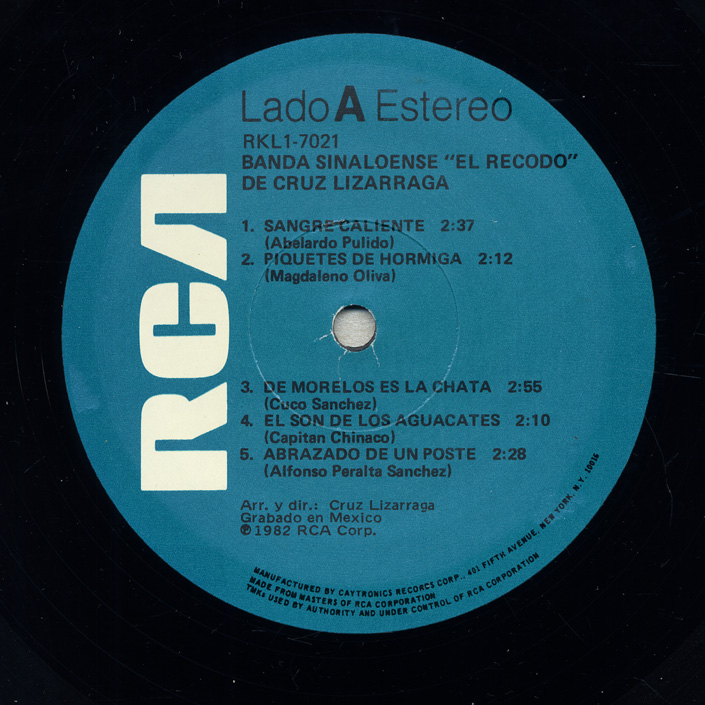 Lado A Estereo
RKL1-7021
BANDA SINALOENSE "EL RECODO"
DE CRUZ LIZARRAGA
1. SANGRE CALIENTE 2:37
(Abelardo Pulido)
2. PIQUETES DE HORMIGA 2:12
(Magdaleno Oliva)
RCA
3. DE MORELOS ES LA CHATA 2:55
(Cuco Sanchez)
4. EL SON DE LOS AGUACATES 2:10
(Capitan Chinaco)
5. ABRAZADO DE UN POSTE 2:28
(Alfonso Peralta Sanchez)
Arr. y dir.: Cruz Lizarraga
Grabado en Mexico
℗1982 RCA Corp.
MANUFACTURED BY CAYTRONICS RECORDS CORP., 401 FIFTH AVENUE, NEW YORK, N.Y. 10016
MADE FROM MASTERS OF RCA CORPORATION
TMKs USED BY AUTHORITY AND UNDER CONTROL OF RCA CORPORATION